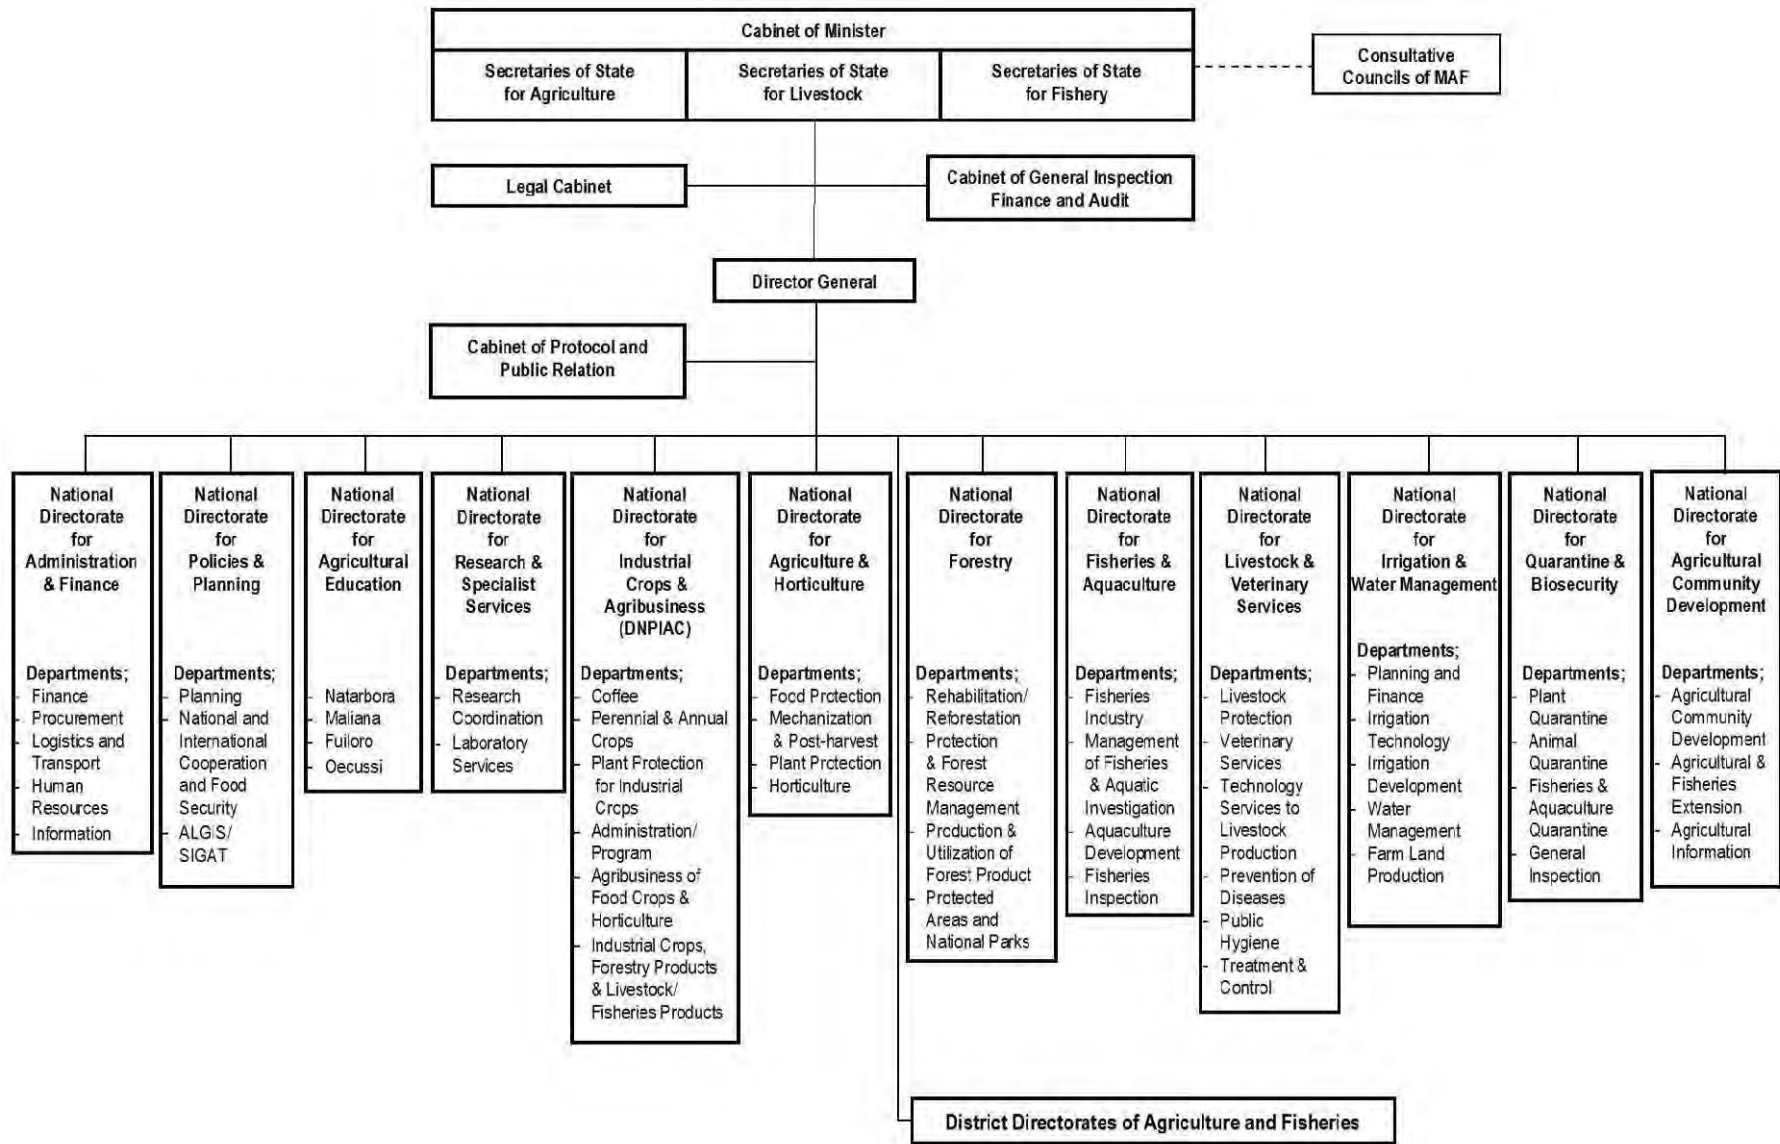 Cabinet of Minister
Secretaries of State
for Agriculture
Secretaries of State
for Livestock
Secretaries of State
for Fishery
Consultative
Councils of MAF
Legal Cabinet
Cabinet of General Inspection
Finance and Audit
Director General
Cabinet of Protocol and
Public Relation
National
Directorate
for
Administration
& Finance
Departments;
- Finance
- Procurement
- Logistics and
Transport
- Human
Resources
- Information
National
Directorate
for
Policies &
Planning
Departments;
- Planning
- National and
International
Cooperation
and Food
Security
- ALGIS/
SIGAT
National
Directorate
for
Agricultural
Education
- Natarbora
- Maliana
- Fuiloro
- Oecussi
National
Directorate
for
Research &
Specialist
Services
Departments;
- Research
Coordination
- Laboratory
Services
National
Directorate
for
Industrial
Crops &
Agribusiness
(DNPIAC)
Departments;
- Coffee
- Perennial & Annual
Crops
- Plant Protection
for Industrial
Crops
- Administration/
Program
- Agribusiness of
Food Crops &
Horticulture
- Industrial Crops,
Forestry Products
& Livestock/
Fisheries Products
National
Directorate
for
Agriculture &
Horticulture
Departments;
- Food Protection
- Mechanization
& Post-harvest
- Plant Protection
- Horticulture
National
Directorate
for
Forestry
Departments;
- Rehabilitation/
Reforestation
- Protection
& Forest
Resource
Management
- Production &
Utilization of
Forest Product
- Protected
Areas and
National Parks
National
Directorate
for
Fisheries &
Aquaculture
Departments;
- Fisheries
Industry
- Management
of Fisheries
& Aquatic
Investigation
- Aquaculture
Development
- Fisheries
Inspection
National
Directorate
for
Livestock &
Veterinary
Services
Departments;
- Livestock
Protection
- Veterinary
Services
- Technology
Services to
Livestock
Production
- Prevention of
Diseases
- Public
Hygiene
- Treatment &
Control
National
Directorate
for
Irrigation &
Water Management
Departments;
- Planning and
Finance
- Irrigation
Technology
- Irrigation
Development
- Water
Management
- Farm Land
Production
National
Directorate
for
Quarantine &
Biosecurity
Departments;
- Plant
Quarantine
- Animal
Quarantine
- Fisheries &
Aquaculture
Quarantine
- General
Inspection
National
Directorate
for
Agricultural
Community
Development
Departments;
- Agricultural
Community
Development
- Agricultural &
Fisheries
Extension
- Agricultural
Information
District Directorates of Agriculture and Fisheries